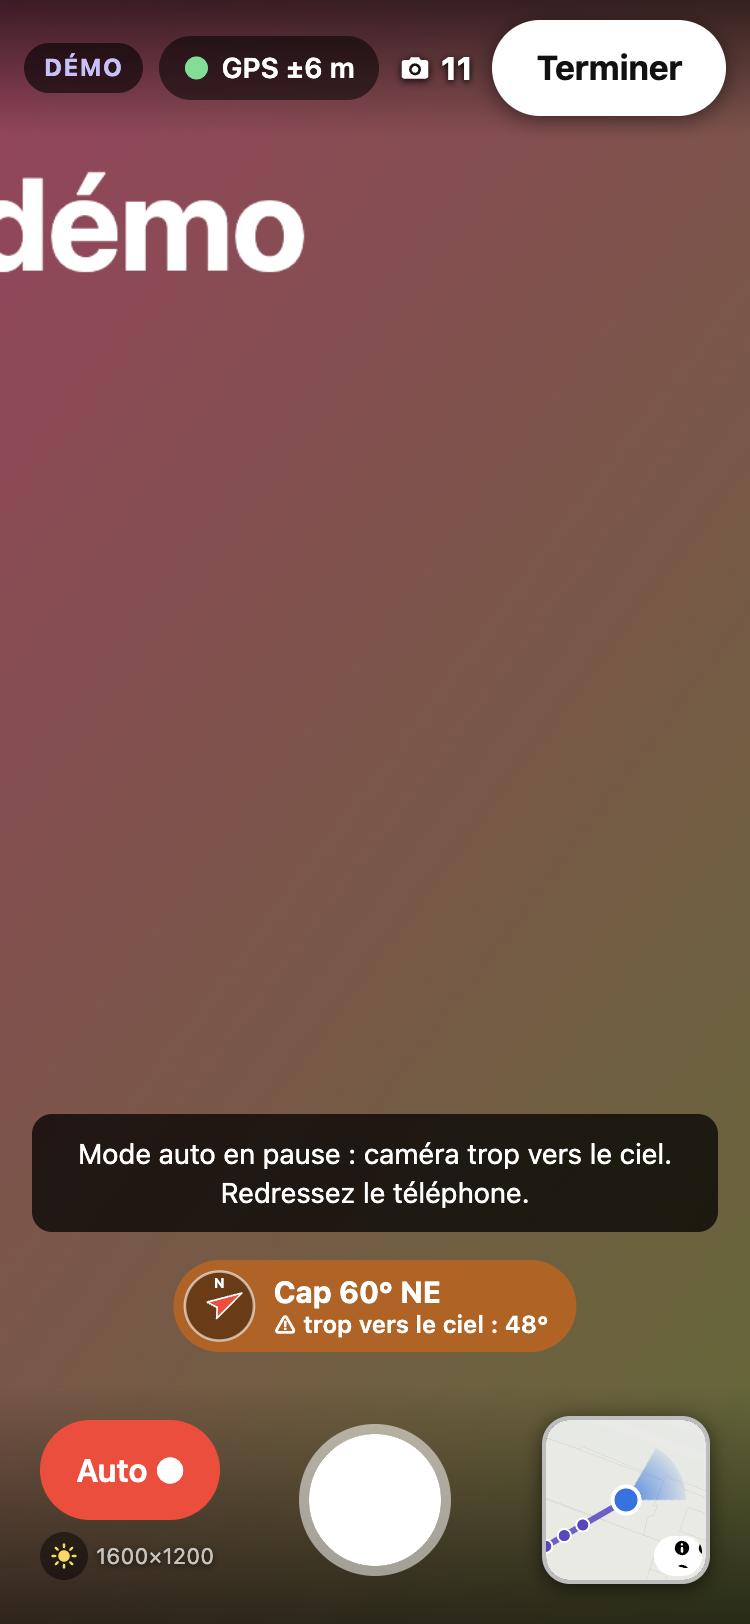 DÉMO
GPS ±6 m
11
Terminer
démo
Mode auto en pause : caméra trop vers le ciel.
Redressez le téléphone.
N
Cap 60° NE
⚠ trop vers le ciel : 48°
Auto
1600×1200